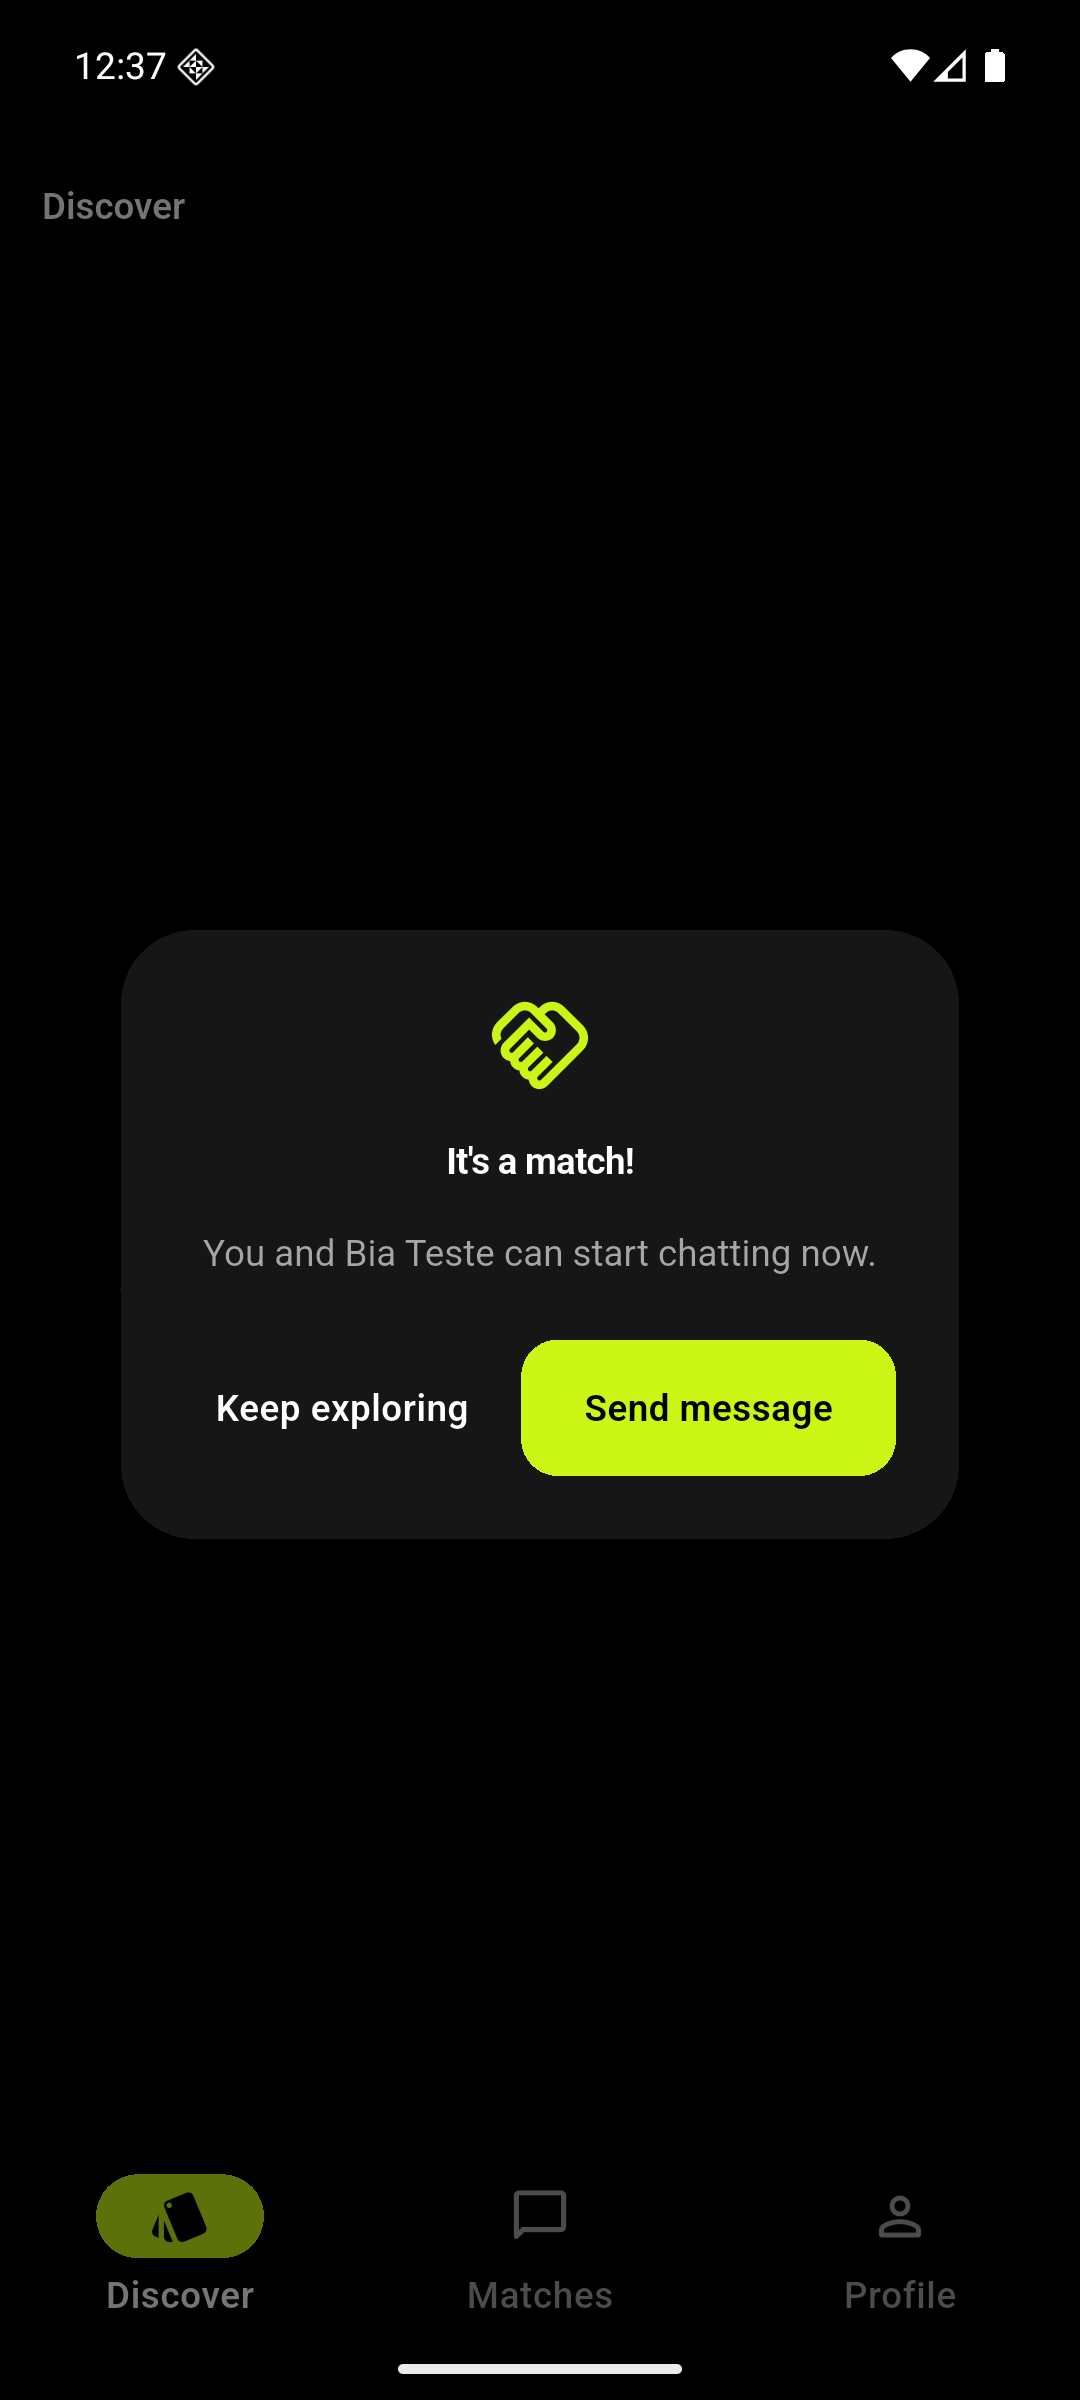 12:37
Discover
It's a match!
You and Bia Teste can start chatting now.
Keep exploring
Send message
Discover
Matches
Profile